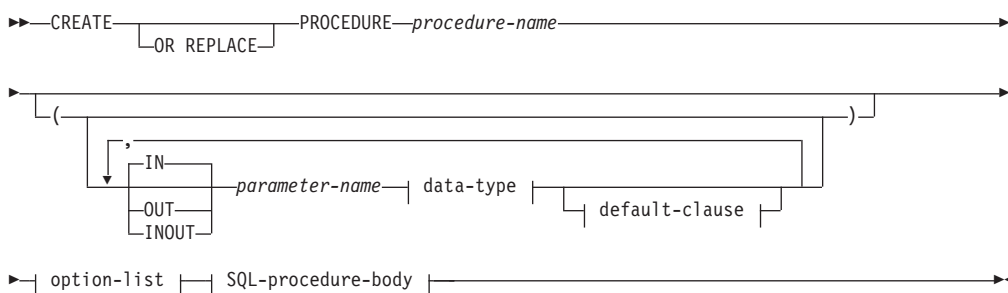 CREATE PROCEDURE procedure-name
OR REPLACE
( )
,
IN
parameter-name data-type
OUT default-clause
INOUT
option-list SQL-procedure-body